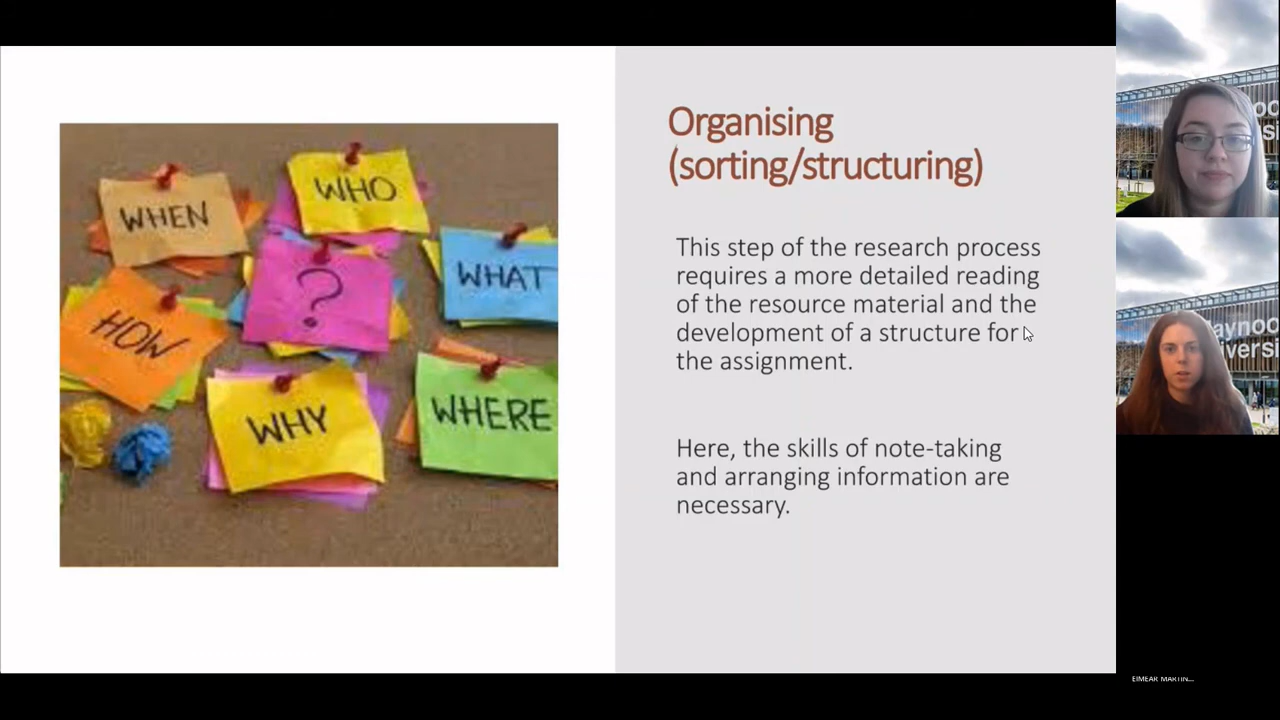 WHEN
WHO
?
WHAT
HOW
WHY
WHERE
Organising
(sorting/structuring)
This step of the research process
requires a more detailed reading
of the resource material and the
development of a structure for
the assignment.
Here, the skills of note-taking
and arranging information are
necessary.
EIMEAR MARTIN...